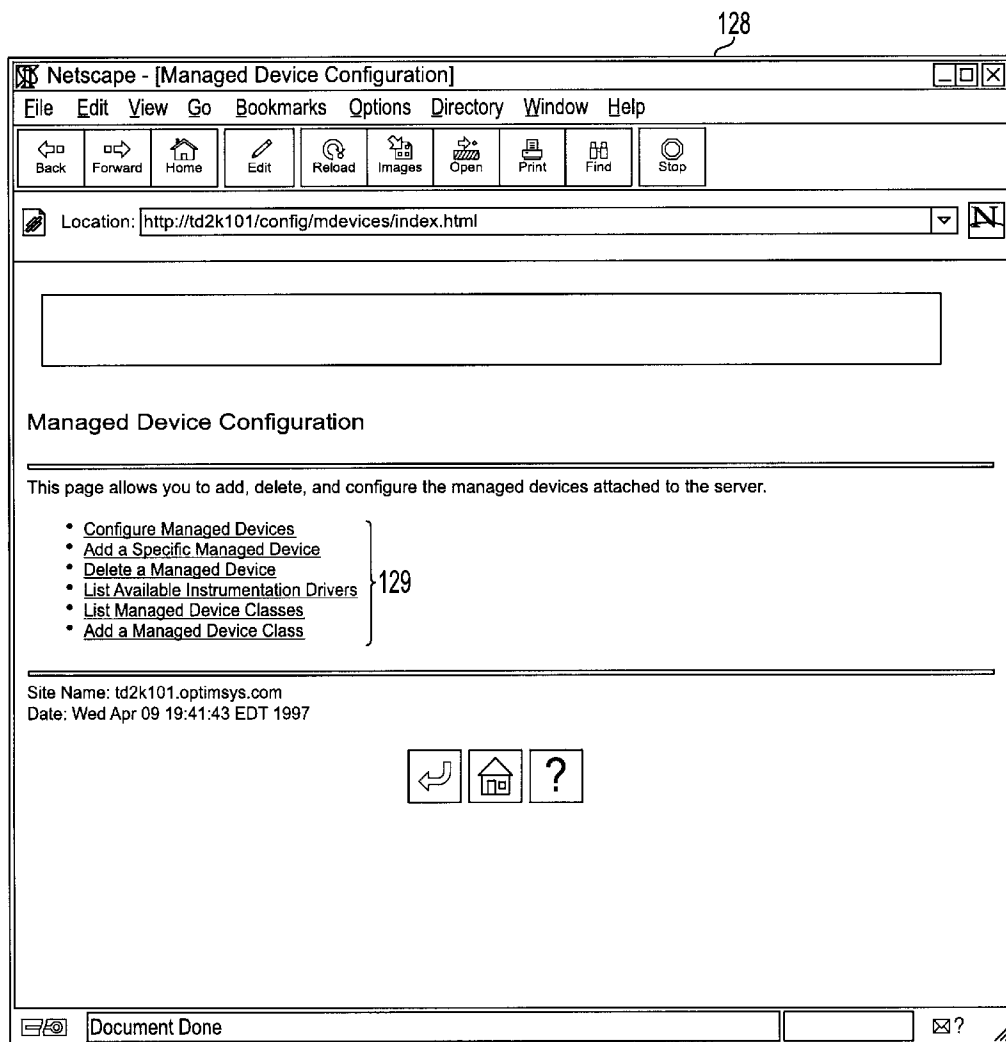 128
Netscape - [Managed Device Configuration]
File Edit View Go Bookmarks Options Directory Window Help
Back Forward Home Edit Reload Images Open Print Find Stop
Location: http://td2k101/config/mdevices/index.html
N
Managed Device Configuration
This page allows you to add, delete, and configure the managed devices attached to the server.
• Configure Managed Devices
• Add a Specific Managed Device
• Delete a Managed Device
• List Available Instrumentation Drivers
• List Managed Device Classes
• Add a Managed Device Class
129
Site Name: td2k101.optimsys.com
Date: Wed Apr 09 19:41:43 EDT 1997
?
Document Done
?